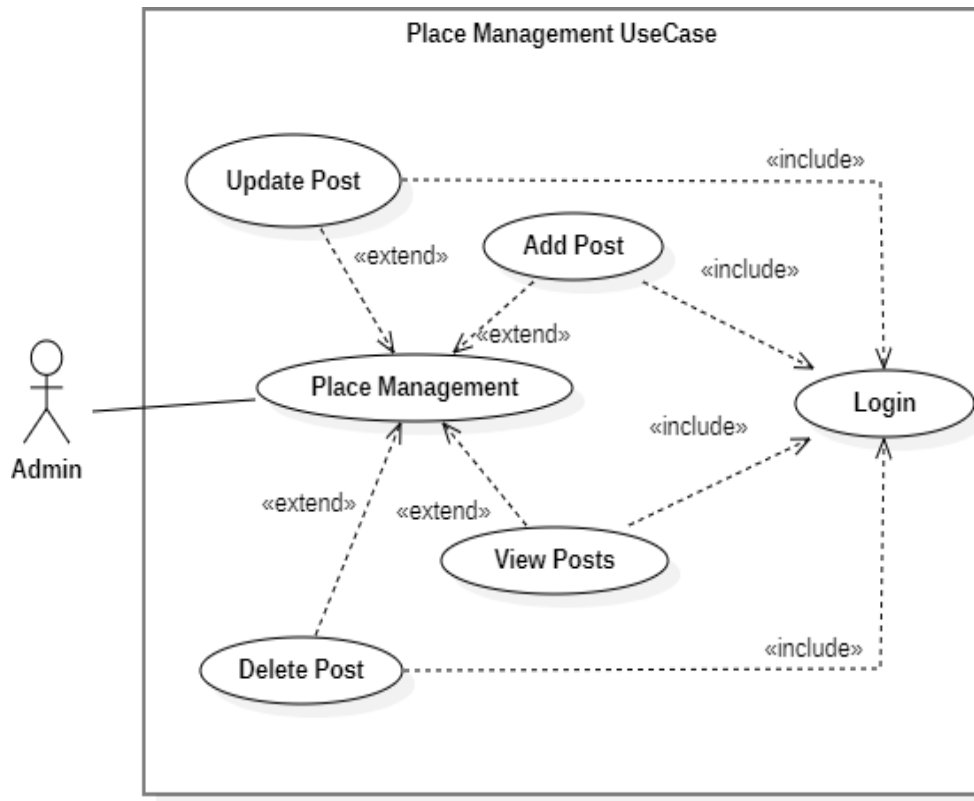 Place Management UseCase
«include»
Update Post
Add Post
«extend»
«include»
«extend»
Place Management
Login
«include»
Admin
«extend»
«extend»
View Posts
«include»
Delete Post